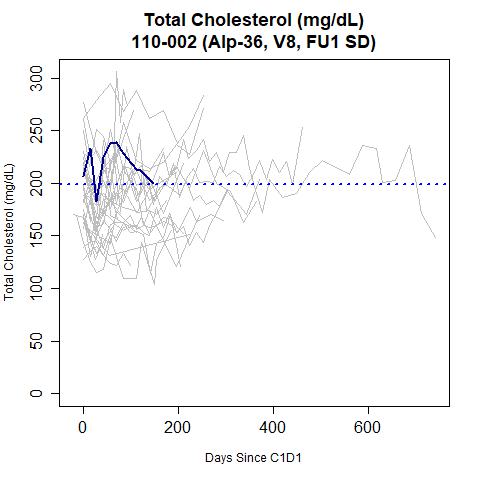 Total Cholesterol (mg/dL)
110-002 (Alp-36, V8, FU1 SD)
Total Cholesterol (mg/dL)
300
250
200
150
100
50
0
0 200 400 600
Days Since C1D1